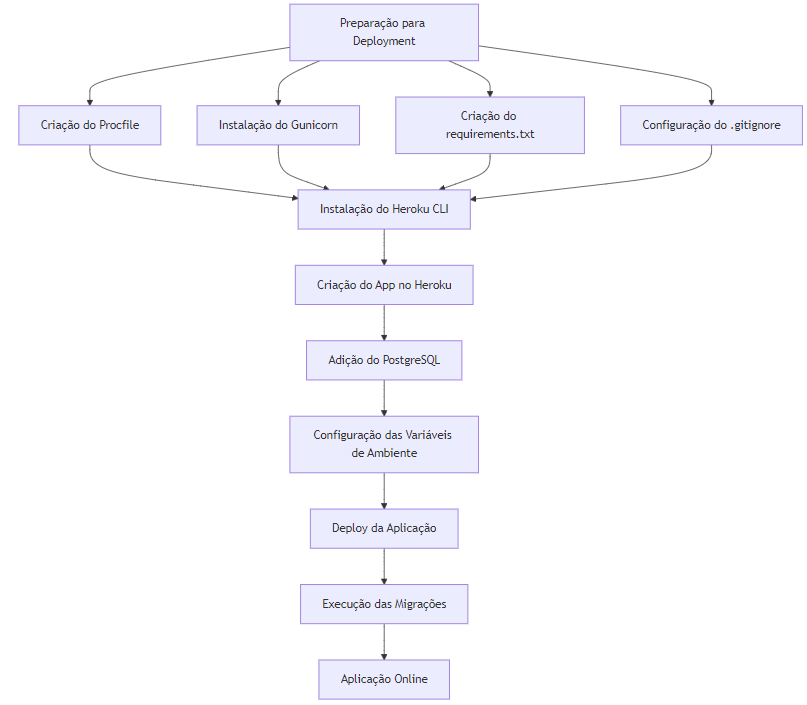 Preparação para
Deployment
Criação do Procfile
Instalação do Gunicorn
Criação do
requirements.txt
Configuração do .gitignore
Instalação do Heroku CLI
Criação do App no Heroku
Adição do PostgreSQL
Configuração das Variáveis
de Ambiente
Deploy da Aplicação
Execução das Migrações
Aplicação Online